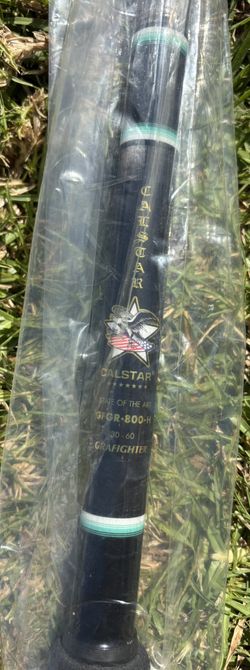 CALSTAR
CALSTAR
STATE OF THE ART
GFGR-800-H
30-60
GRAFIGHTER